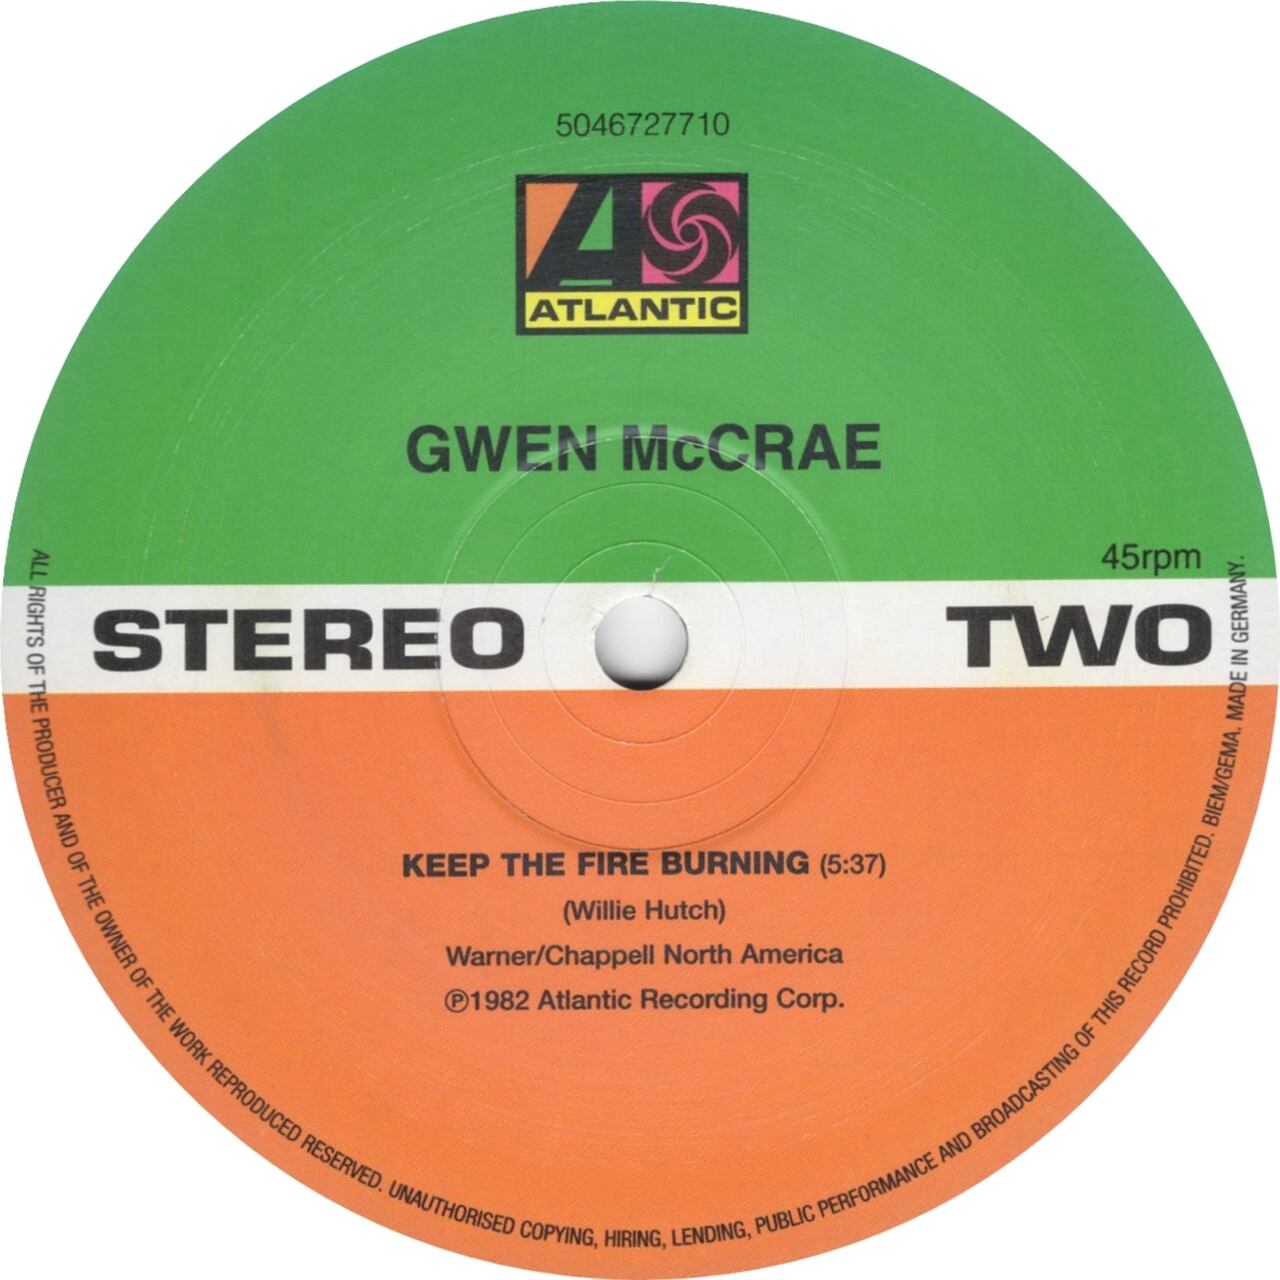 5046727710
ATLANTIC
GWEN McCRAE
45rpm
STEREO TWO
KEEP THE FIRE BURNING (5:37)
(Willie Hutch)
Warner/Chappell North America
℗1982 Atlantic Recording Corp.
ALL RIGHTS OF THE PRODUCER AND OF THE OWNER OF THE WORK REPRODUCED RESERVED. UNAUTHORISED COPYING, HIRING, LENDING, PUBLIC PERFORMANCE AND BROADCASTING OF THIS RECORD PROHIBITED. BIEM/GEMA. MADE IN GERMANY.